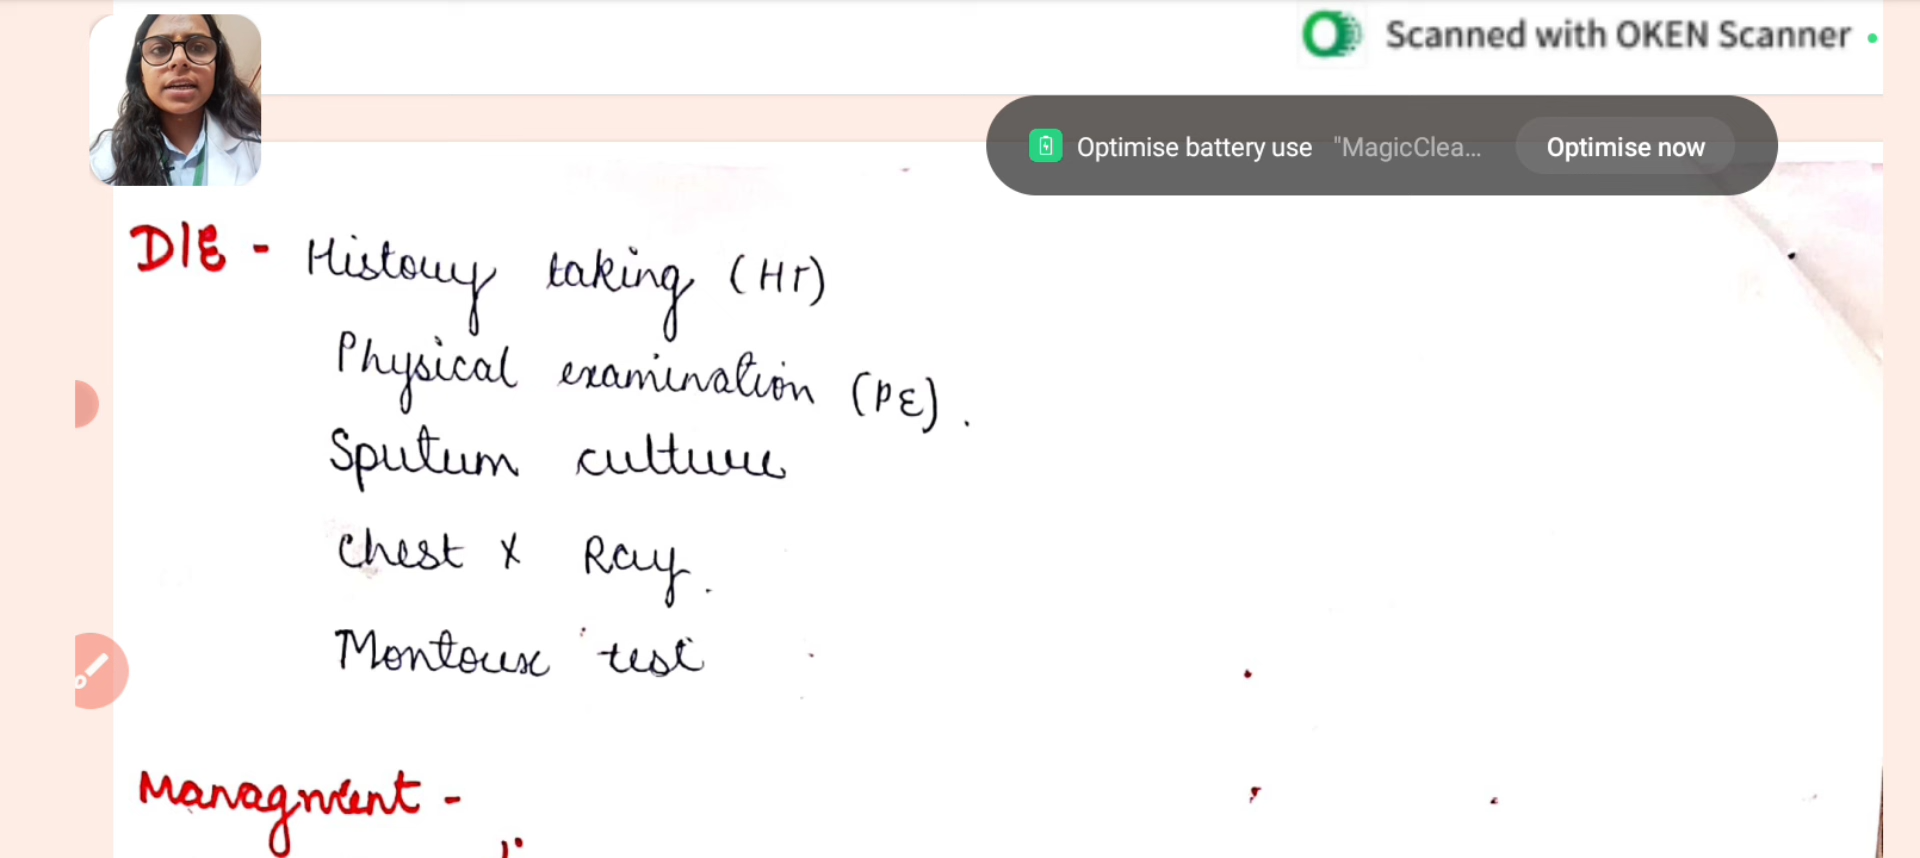 Scanned with OKEN Scanner
Optimise battery use "MagicClea... Optimise now
D/E - History taking (HT)
Physical examination (PE).
Sputum culture
Chest X Ray.
Montoux test
Managment -